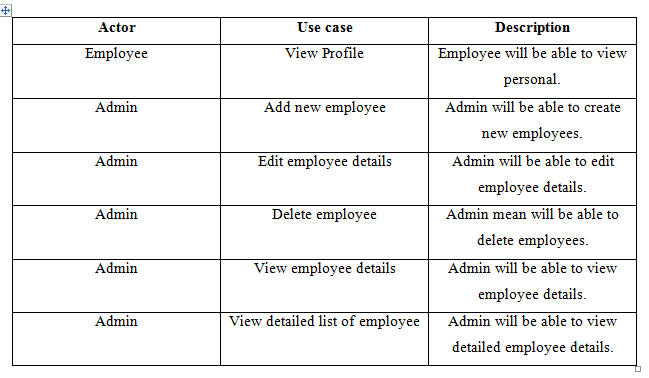 Actor Use case Description
Employee View Profile Employee will be able to view
personal.
Admin Add new employee Admin will be able to create
new employees.
Admin Edit employee details Admin will be able to edit
employee details.
Admin Delete employee Admin mean will be able to
delete employees.
Admin View employee details Admin will be able to view
employee details.
Admin View detailed list of employee Admin will be able to view
detailed employee details.